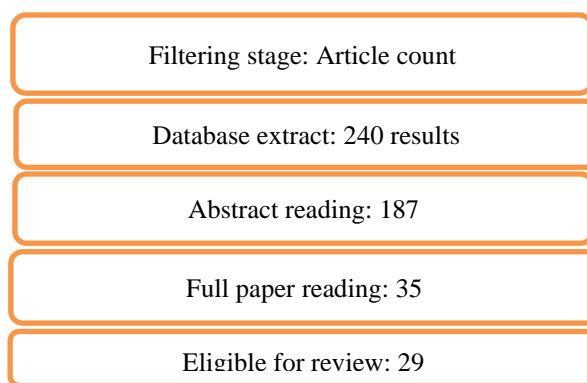 Filtering stage: Article count
Database extract: 240 results
Abstract reading: 187
Full paper reading: 35
Eligible for review: 29